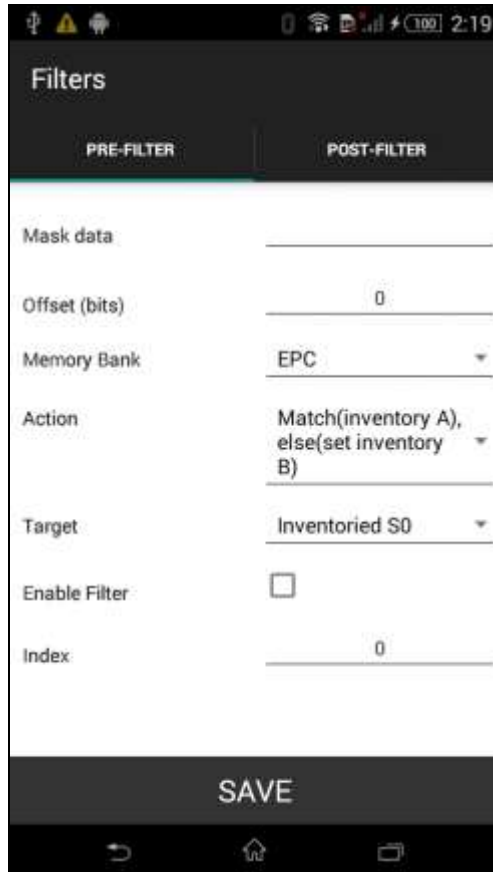 100 2:19
Filters
PRE-FILTER POST-FILTER
Mask data
Offset (bits) 0
Memory Bank EPC
Action Match(inventory A),
else(set inventory
B)
Target Inventoried S0
Enable Filter
Index 0
SAVE